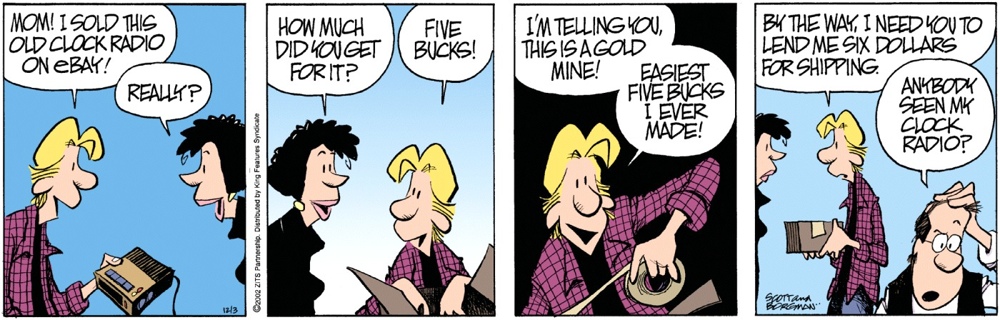 MOM! I SOLD THIS
OLD CLOCK RADIO
ON eBAY!
REALLY?
12/3
©2002 ZITS Partnership. Distributed by King Features Syndicate
HOW MUCH
DID YOU GET
FOR IT?
FIVE
BUCKS!
I'M TELLING YOU,
THIS IS A GOLD
MINE!
EASIEST
FIVE BUCKS
I EVER
MADE!
BY THE WAY, I NEED YOU TO
LEND ME SIX DOLLARS
FOR SHIPPING.
ANYBODY
SEEN MY
CLOCK
RADIO?
SCOTT and
BORGMAN